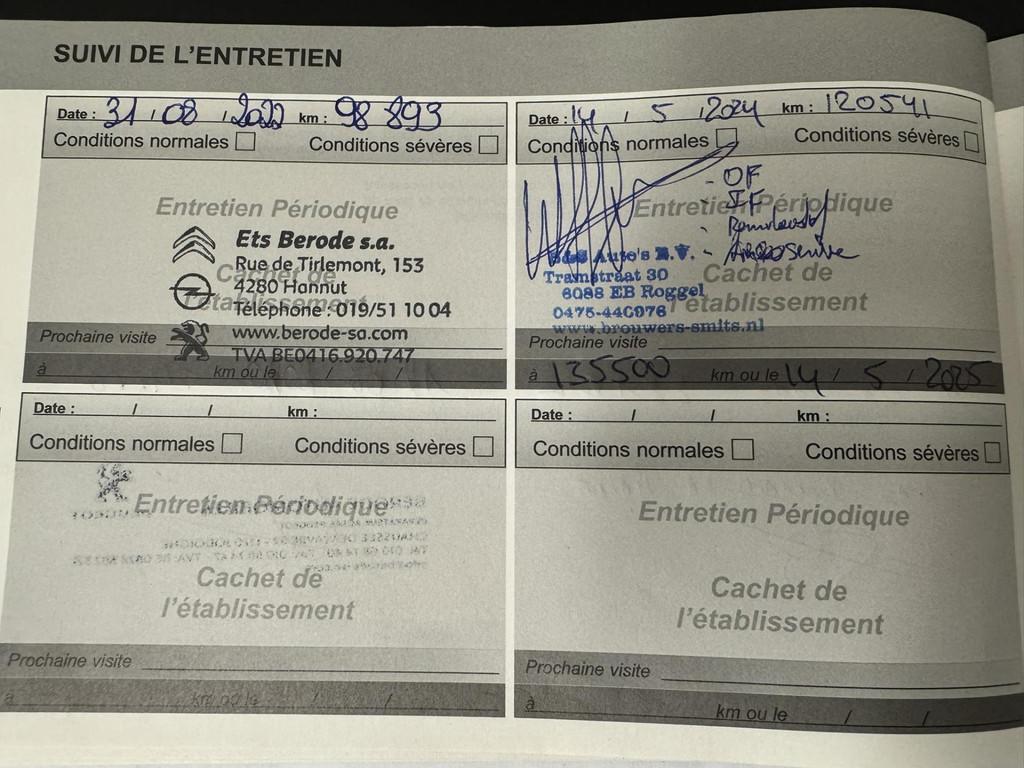 SUIVI DE L'ENTRETIEN
Date : 31 / 08 / 2022 km : 98 893
Conditions normales Conditions sévères
Entretien Périodique
Cachet de
l'établissement
Ets Berode s.a.
Rue de Tirlemont, 153
4280 Hannut
Téléphone : 019/51 10 04
www.berode-sa.com
TVA BE0416.920.747
Prochaine visite
à km ou le / /
Date : 14 / 5 / 2024 km : 120541
Conditions normales Conditions sévères
- OF
- IF
Entretien Périodique
Cachet de
l'établissement
Auto's B.V.
Tramstraat 30
6088 EB Roggel
0475-440076
www.brouwers-smits.nl
Prochaine visite
à 135500 km ou le 14 / 5 / 2025
Date : / / km :
Conditions normales Conditions sévères
Entretien Périodique
Cachet de
l'établissement
Prochaine visite
à km ou le / /
Date : / / km :
Conditions normales Conditions sévères
Entretien Périodique
Cachet de
l'établissement
Prochaine visite
à km ou le / /